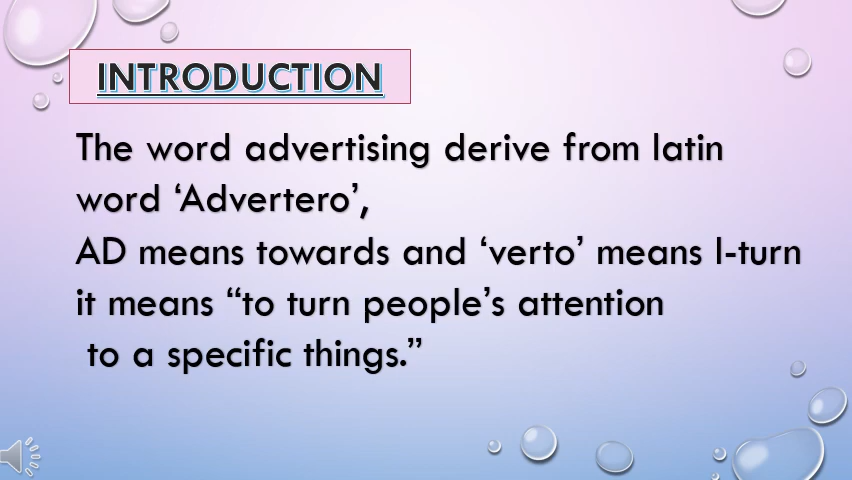 INTRODUCTION
The word advertising derive from latin
word ‘Advertero’,
AD means towards and ‘verto’ means I-turn
it means “to turn people’s attention
to a specific things.”